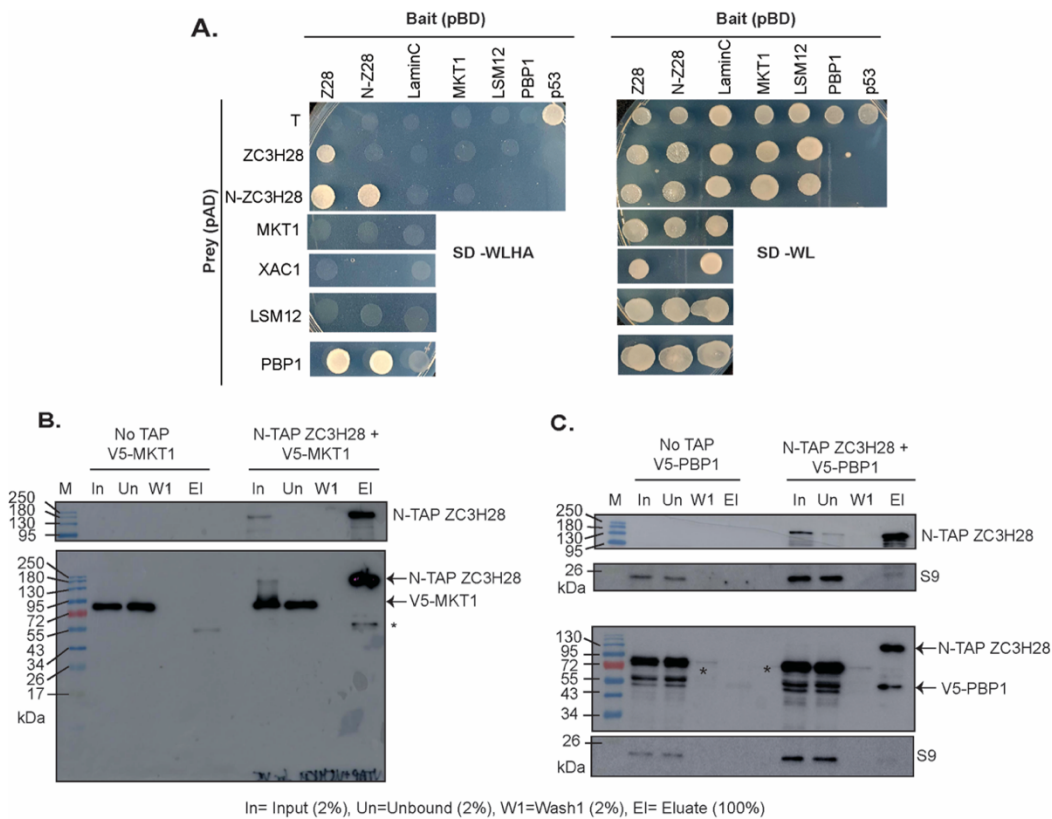 A.
Bait (pBD)
Bait (pBD)
Z28 N-Z28 LaminC MKT1 LSM12 PBP1 p53
Z28 N-Z28 LaminC MKT1 LSM12 PBP1 p53
Prey (pAD)
T
ZC3H28
N-ZC3H28
MKT1
XAC1
LSM12
PBP1
SD -WLHA
SD -WL
B.
No TAP
V5-MKT1
N-TAP ZC3H28 +
V5-MKT1
M In Un W1 El In Un W1 El
250
180
130
95
N-TAP ZC3H28
250
180
130
95
72
55
43
34
26
17
kDa
N-TAP ZC3H28
V5-MKT1
*
C.
No TAP
V5-PBP1
N-TAP ZC3H28 +
V5-PBP1
M In Un W1 El In Un W1 El
250
180
130
95
N-TAP ZC3H28
26
kDa
S9
130
95
72
55
43
34
* *
N-TAP ZC3H28
V5-PBP1
26
kDa
S9
In= Input (2%), Un=Unbound (2%), W1=Wash1 (2%), El= Eluate (100%)